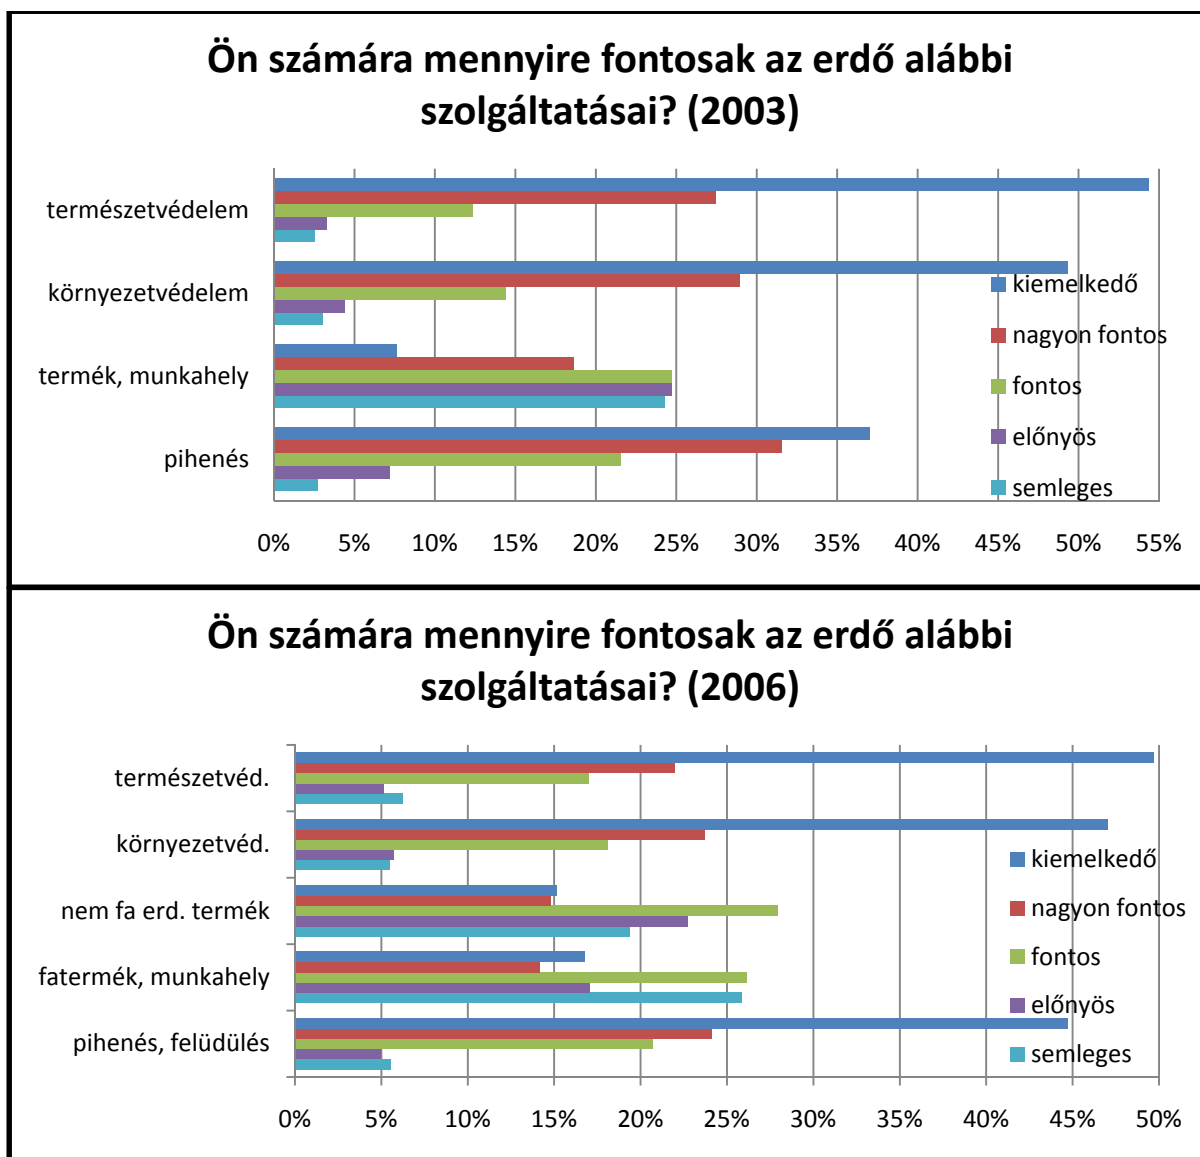 Ön számára mennyire fontosak az erdő alábbi
szolgáltatásai? (2003)
természetvédelem
környezetvédelem
termék, munkahely
pihenés
kiemelkedő
nagyon fontos
fontos
előnyös
semleges
0% 5% 10% 15% 20% 25% 30% 35% 40% 45% 50% 55%
Ön számára mennyire fontosak az erdő alábbi
szolgáltatásai? (2006)
természetvéd.
környezetvéd.
nem fa erd. termék
fatermék, munkahely
pihenés, felüdülés
kiemelkedő
nagyon fontos
fontos
előnyös
semleges
0% 5% 10% 15% 20% 25% 30% 35% 40% 45% 50%